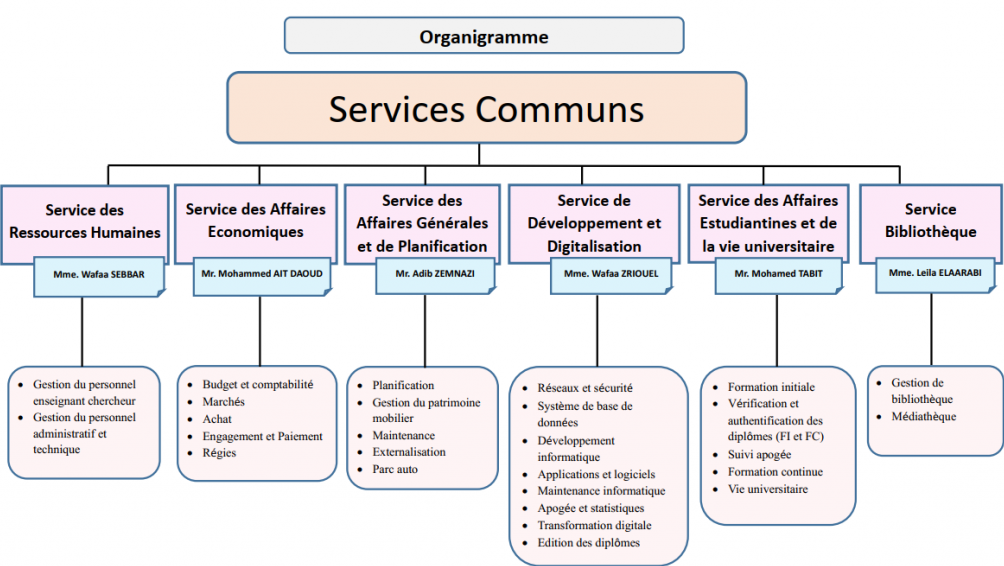 Organigramme
Services Communs
Service des
Ressources Humaines
Mme. Wafaa SEBBAR
• Gestion du personnel
enseignant chercheur
• Gestion du personnel
administratif et
technique
Service des Affaires
Economiques
Mr. Mohammed AIT DAOUD
• Budget et comptabilité
• Marchés
• Achat
• Engagement et Paiement
• Régies
Service des
Affaires Générales
et de Planification
Mr. Adib ZEMNAZI
• Planification
• Gestion du patrimoine
mobilier
• Maintenance
• Externalisation
• Parc auto
Service de
Développement et
Digitalisation
Mme. Wafaa ZRIOUEL
• Réseaux et sécurité
• Système de base de
données
• Développement
informatique
• Applications et logiciels
• Maintenance informatique
• Apogée et statistiques
• Transformation digitale
• Edition des diplômes
Service des Affaires
Estudiantines et de
la vie universitaire
Mr. Mohamed TABIT
• Formation initiale
• Vérification et
authentification des
diplômes (FI et FC)
• Suivi apogée
• Formation continue
• Vie universitaire
Service
Bibliothèque
Mme. Leila ELAARABI
• Gestion de
bibliothèque
• Médiathèque